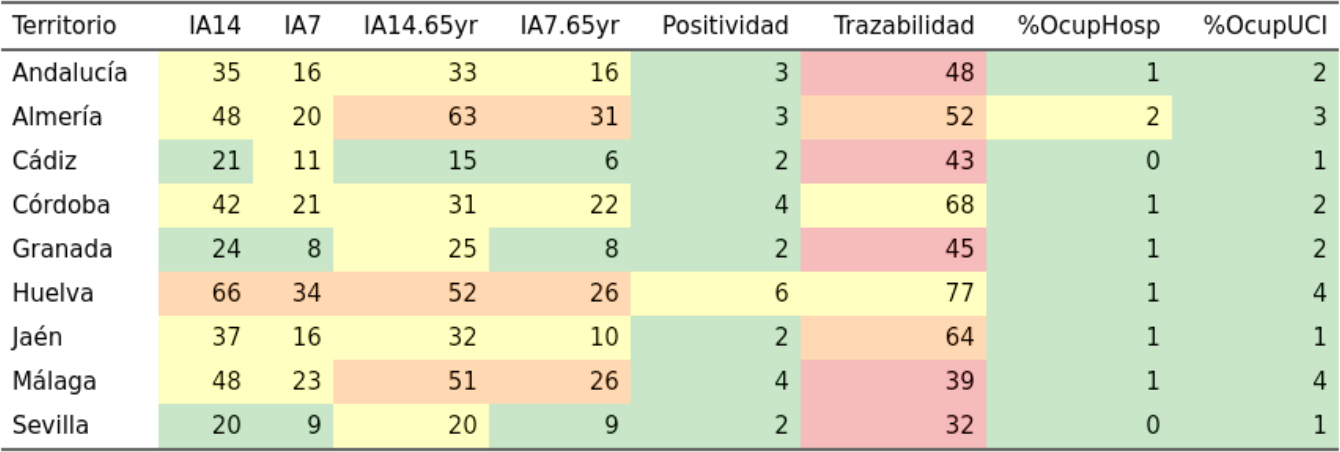 Territorio IA14 IA7 IA14.65yr IA7.65yr Positividad Trazabilidad %OcupHosp %OcupUCI
Andalucía 35 16 33 16 3 48 1 2
Almería 48 20 63 31 3 52 2 3
Cádiz 21 11 15 6 2 43 0 1
Córdoba 42 21 31 22 4 68 1 2
Granada 24 8 25 8 2 45 1 2
Huelva 66 34 52 26 6 77 1 4
Jaén 37 16 32 10 2 64 1 1
Málaga 48 23 51 26 4 39 1 4
Sevilla 20 9 20 9 2 32 0 1